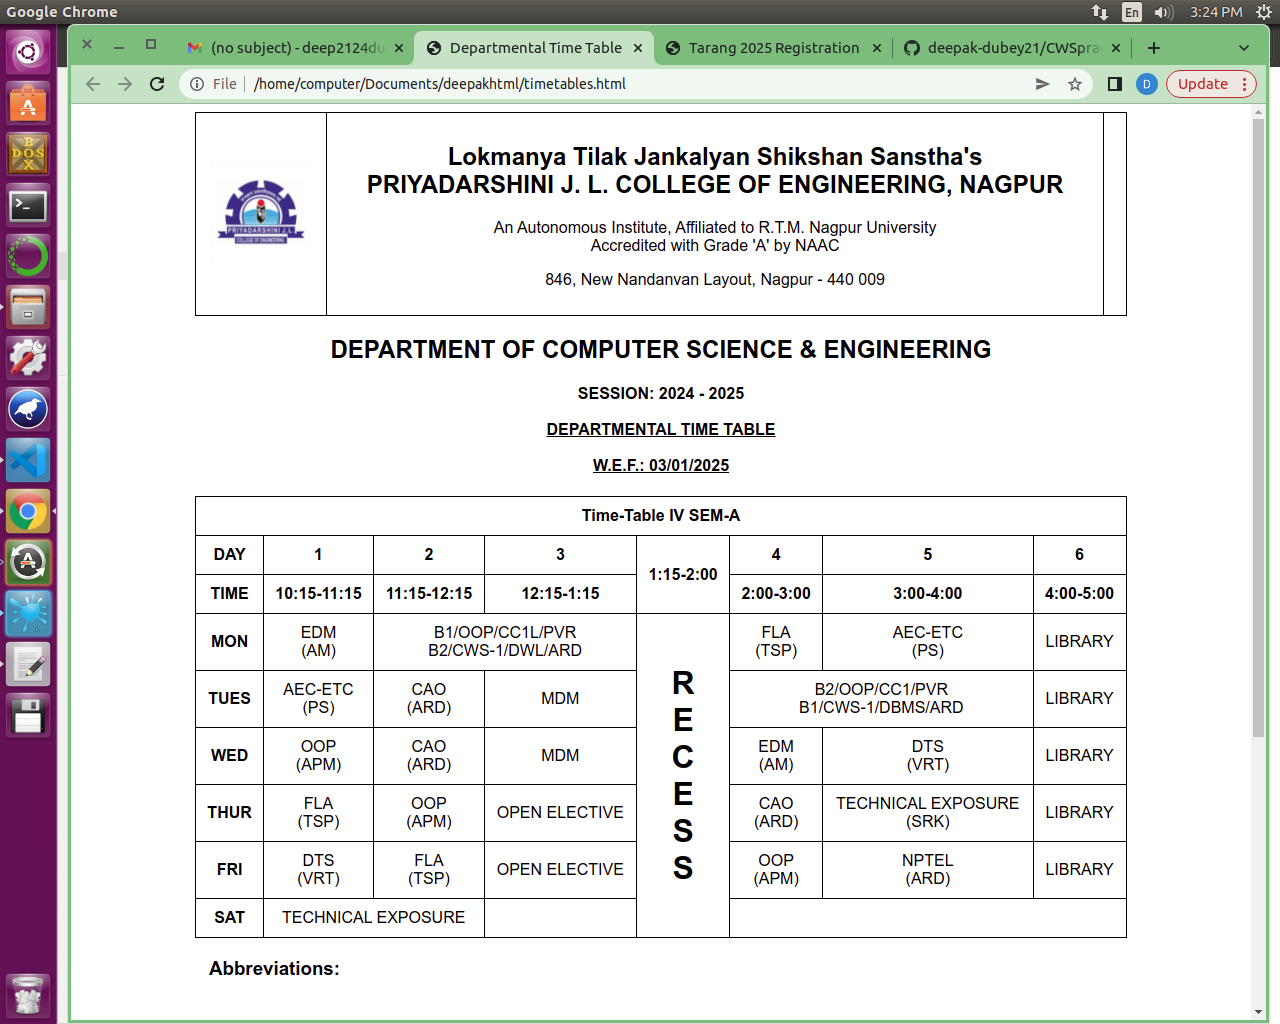 Google Chrome
En
3:24 PM
(no subject) - deep2124du
Departmental Time Table
Tarang 2025 Registration
deepak-dubey21/CWSpra
File
/home/computer/Documents/deepakhtml/timetables.html
D
Update
DOS
BOX
PRIYADARSHINI J.L.
COLLEGE OF ENGINEERING
Lokmanya Tilak Jankalyan Shikshan Sanstha's
PRIYADARSHINI J. L. COLLEGE OF ENGINEERING, NAGPUR
An Autonomous Institute, Affiliated to R.T.M. Nagpur University
Accredited with Grade 'A' by NAAC
846, New Nandanvan Layout, Nagpur - 440 009
DEPARTMENT OF COMPUTER SCIENCE & ENGINEERING
SESSION: 2024 - 2025
DEPARTMENTAL TIME TABLE
W.E.F.: 03/01/2025
Time-Table IV SEM-A
DAY 1 2 3 1:15-2:00 4 5 6
TIME 10:15-11:15 11:15-12:15 12:15-1:15 2:00-3:00 3:00-4:00 4:00-5:00
MON EDM (AM) B1/OOP/CC1L/PVR B2/CWS-1/DWL/ARD RECESS FLA (TSP) AEC-ETC (PS) LIBRARY
TUES AEC-ETC (PS) CAO (ARD) MDM B2/OOP/CC1/PVR B1/CWS-1/DBMS/ARD LIBRARY
WED OOP (APM) CAO (ARD) MDM EDM (AM) DTS (VRT) LIBRARY
THUR FLA (TSP) OOP (APM) OPEN ELECTIVE CAO (ARD) TECHNICAL EXPOSURE (SRK) LIBRARY
FRI DTS (VRT) FLA (TSP) OPEN ELECTIVE OOP (APM) NPTEL (ARD) LIBRARY
SAT TECHNICAL EXPOSURE
Abbreviations: